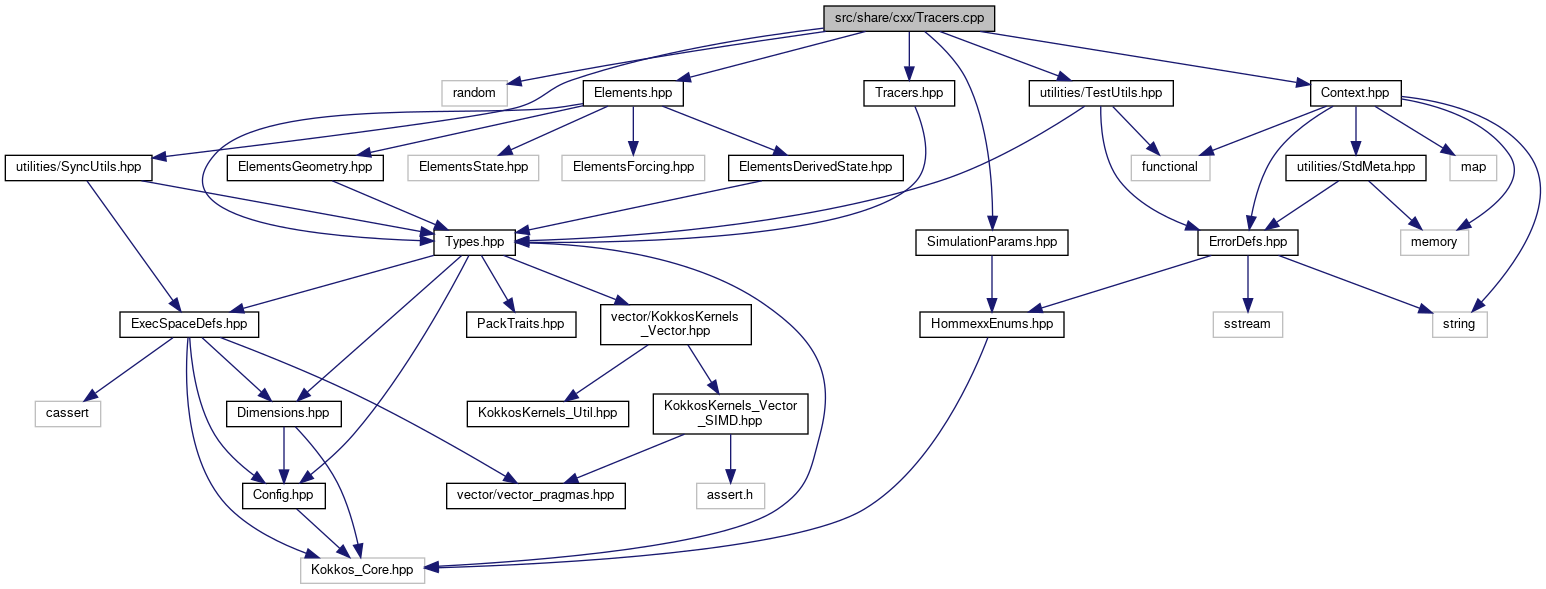 src/share/cxx/Tracers.cpp
random
Elements.hpp
Tracers.hpp
utilities/TestUtils.hpp
Context.hpp
utilities/SyncUtils.hpp
ElementsGeometry.hpp
ElementsState.hpp
ElementsForcing.hpp
ElementsDerivedState.hpp
functional
utilities/StdMeta.hpp
map
Types.hpp
SimulationParams.hpp
ErrorDefs.hpp
memory
ExecSpaceDefs.hpp
PackTraits.hpp
vector/KokkosKernels
_Vector.hpp
HommexxEnums.hpp
sstream
string
cassert
Dimensions.hpp
KokkosKernels_Util.hpp
KokkosKernels_Vector
_SIMD.hpp
Config.hpp
vector/vector_pragmas.hpp
assert.h
Kokkos_Core.hpp